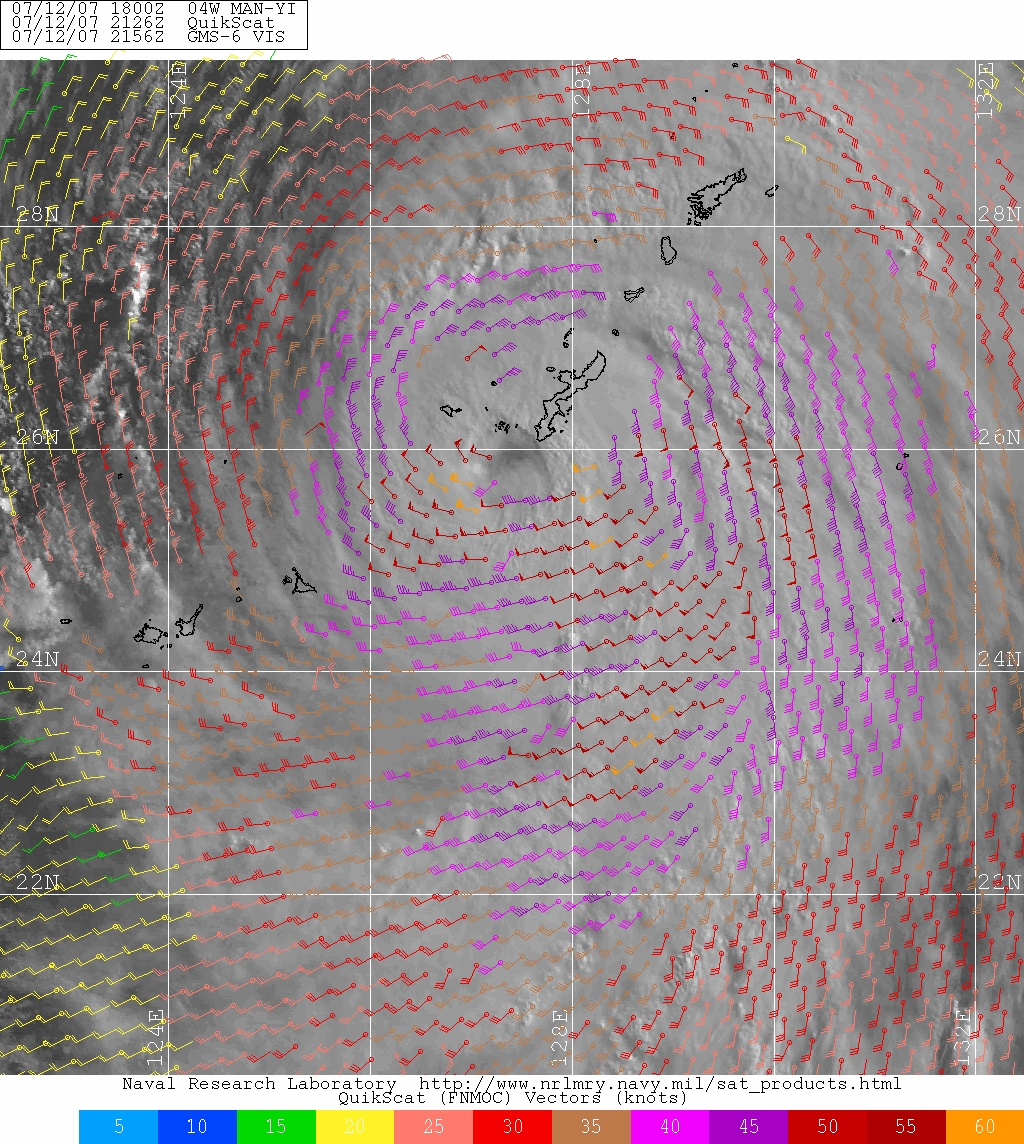 07/12/07 1800Z 04W MAN-YI
07/12/07 2126Z QuikScat
07/12/07 2156Z GMS-6 VIS
124E 128E 132E
28N 28N
26N 26N
24N 24N
22N 22N
124E 128E 132E
Naval Research Laboratory http://www.nrlmry.navy.mil/sat_products.html
QuikScat (FNMOC) Vectors (knots)
5 10 15 20 25 30 35 40 45 50 55 60